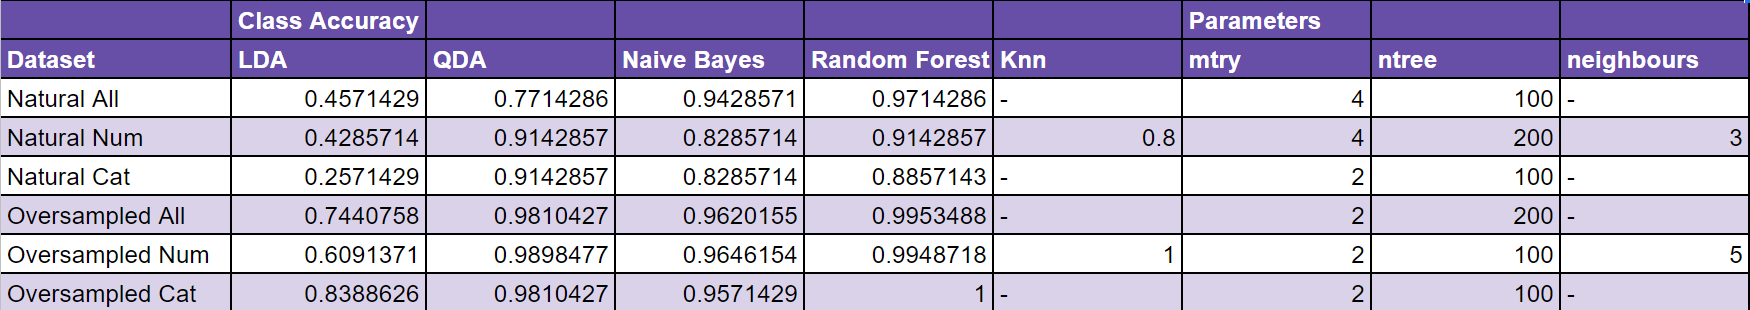 Class Accuracy Parameters
Dataset LDA QDA Naive Bayes Random Forest Knn mtry ntree neighbours
Natural All 0.4571429 0.7714286 0.9428571 0.9714286 - 4 100 -
Natural Num 0.4285714 0.9142857 0.8285714 0.9142857 0.8 4 200 3
Natural Cat 0.2571429 0.9142857 0.8285714 0.8857143 - 2 100 -
Oversampled All 0.7440758 0.9810427 0.9620155 0.9953488 - 2 200 -
Oversampled Num 0.6091371 0.9898477 0.9646154 0.9948718 1 2 100 5
Oversampled Cat 0.8388626 0.9810427 0.9571429 1 - 2 100 -